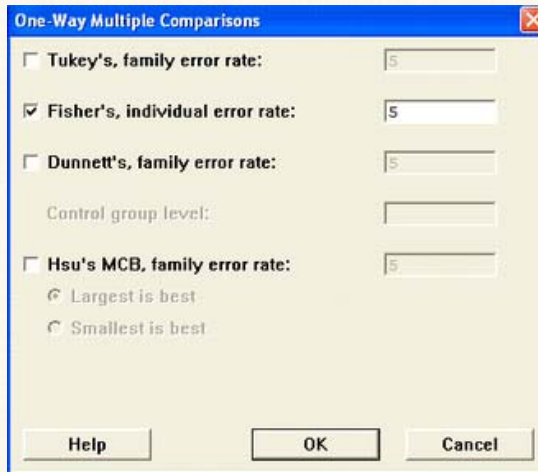 One-Way Multiple Comparisons
Tukey's, family error rate: 5
Fisher's, individual error rate: 5
Dunnett's, family error rate: 5
Control group level:
Hsu's MCB, family error rate: 5
Largest is best
Smallest is best
Help OK Cancel